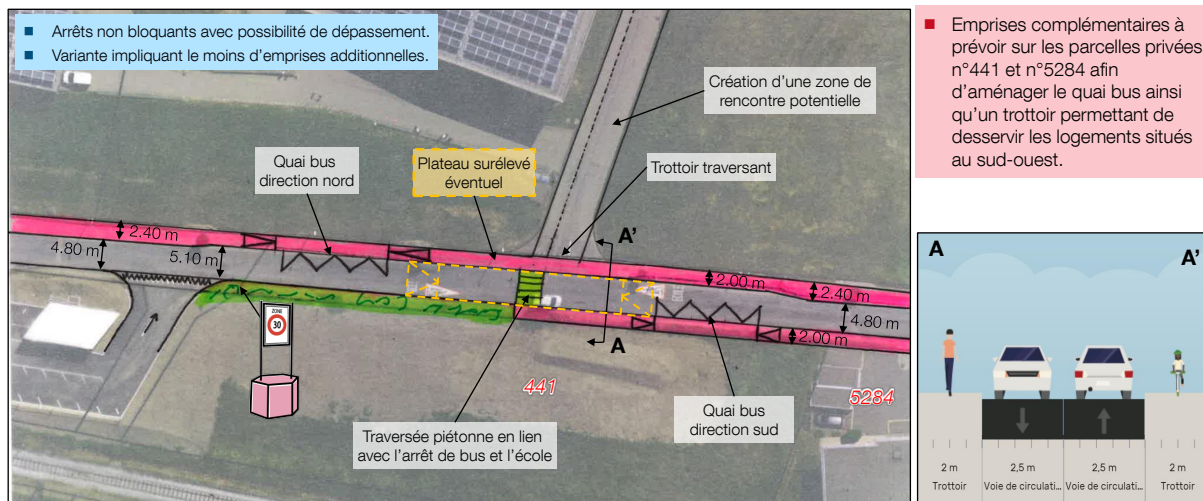 Arrêts non bloquants avec possibilité de dépassement.
Variante impliquant le moins d'emprises additionnelles.
Emprises complémentaires à
prévoir sur les parcelles privées
n°441 et n°5284 afin
d'aménager le quai bus ainsi
qu'un trottoir permettant de
desservir les logements situés
au sud-ouest.
Création d'une zone de
rencontre potentielle
Quai bus
direction nord
Plateau surélevé
éventuel
Trottoir traversant
2.40 m
4.80 m
5.10 m
A'
2.00 m
2.40 m
4.80 m
2.00 m
A
ZONE
30
441
5284
Traversée piétonne en lien
avec l'arrêt de bus et l'école
Quai bus
direction sud
A
A'
2 m
2,5 m
2,5 m
2 m
Trottoir
Voie de circulati...
Voie de circulati...
Trottoir